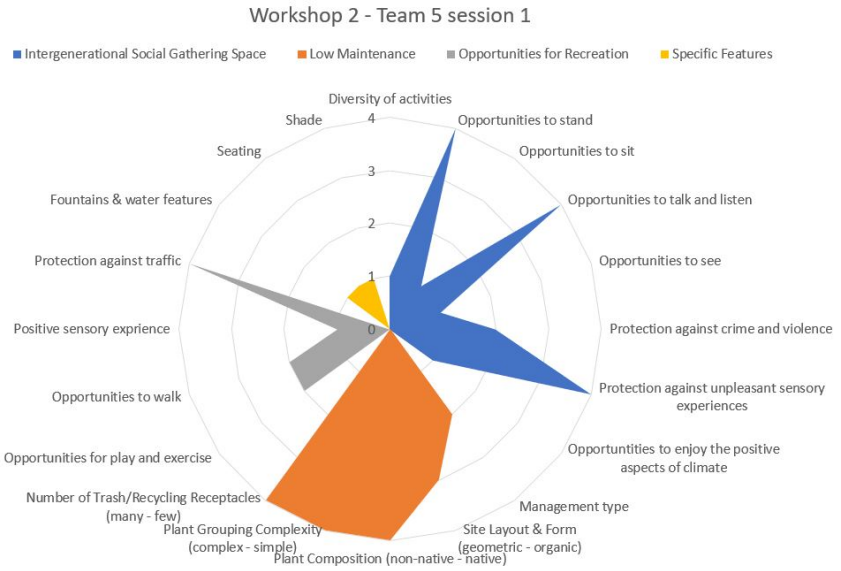 Workshop 2 - Team 5 session 1
Intergenerational Social Gathering Space
Low Maintenance
Opportunities for Recreation
Specific Features
Diversity of activities
Opportunities to stand
Opportunities to sit
Opportunities to talk and listen
Opportunities to see
Protection against crime and violence
Protection against unpleasant sensory
experiences
Opportuntities to enjoy the positive
aspects of climate
Management type
Site Layout & Form
(geometric - organic)
Plant Composition (non-native - native)
Plant Grouping Complexity
(complex - simple)
Number of Trash/Recycling Receptacles
(many - few)
Opportunities for play and exercise
Opportunities to walk
Positive sensory exprience
Protection against traffic
Fountains & water features
Seating
Shade
4
3
2
1
0